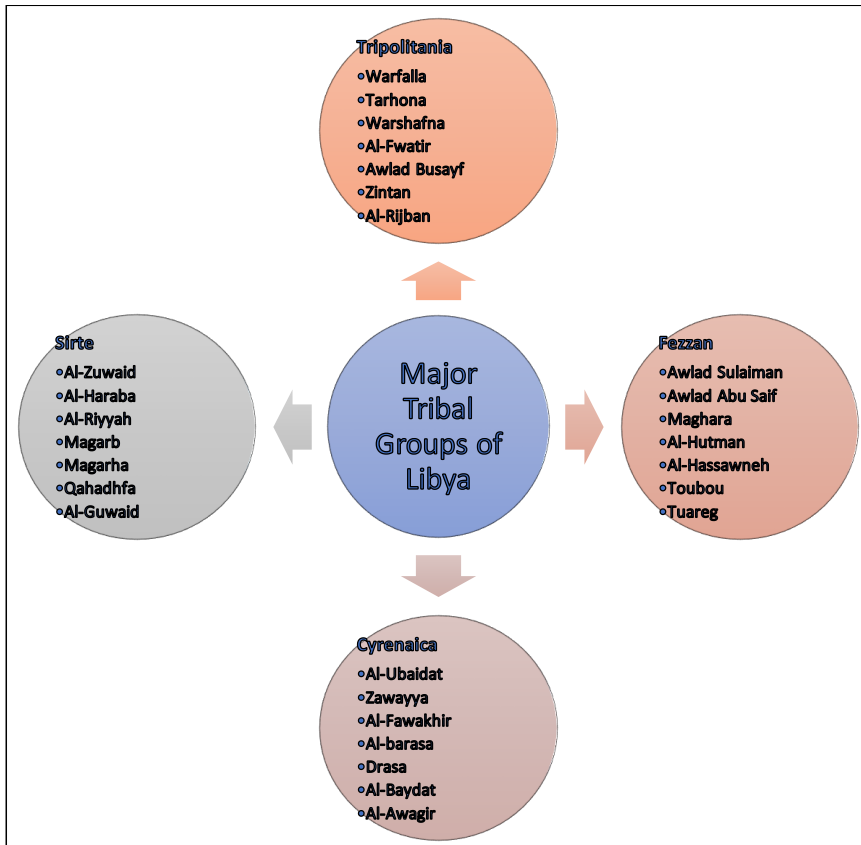 Tripolitania
•Warfalla
•Tarhona
•Warshafna
•Al-Fwatir
•Awlad Busayf
•Zintan
•Al-Rijban
Sirte
•Al-Zuwaid
•Al-Haraba
•Al-Riyyah
•Magarb
•Magarha
•Qahadhfa
•Al-Guwaid
Major
Tribal
Groups of
Libya
Fezzan
•Awlad Sulaiman
•Awlad Abu Saif
•Maghara
•Al-Hutman
•Al-Hassawneh
•Toubou
•Tuareg
Cyrenaica
•Al-Ubaidat
•Zawayya
•Al-Fawakhir
•Al-barasa
•Drasa
•Al-Baydat
•Al-Awagir